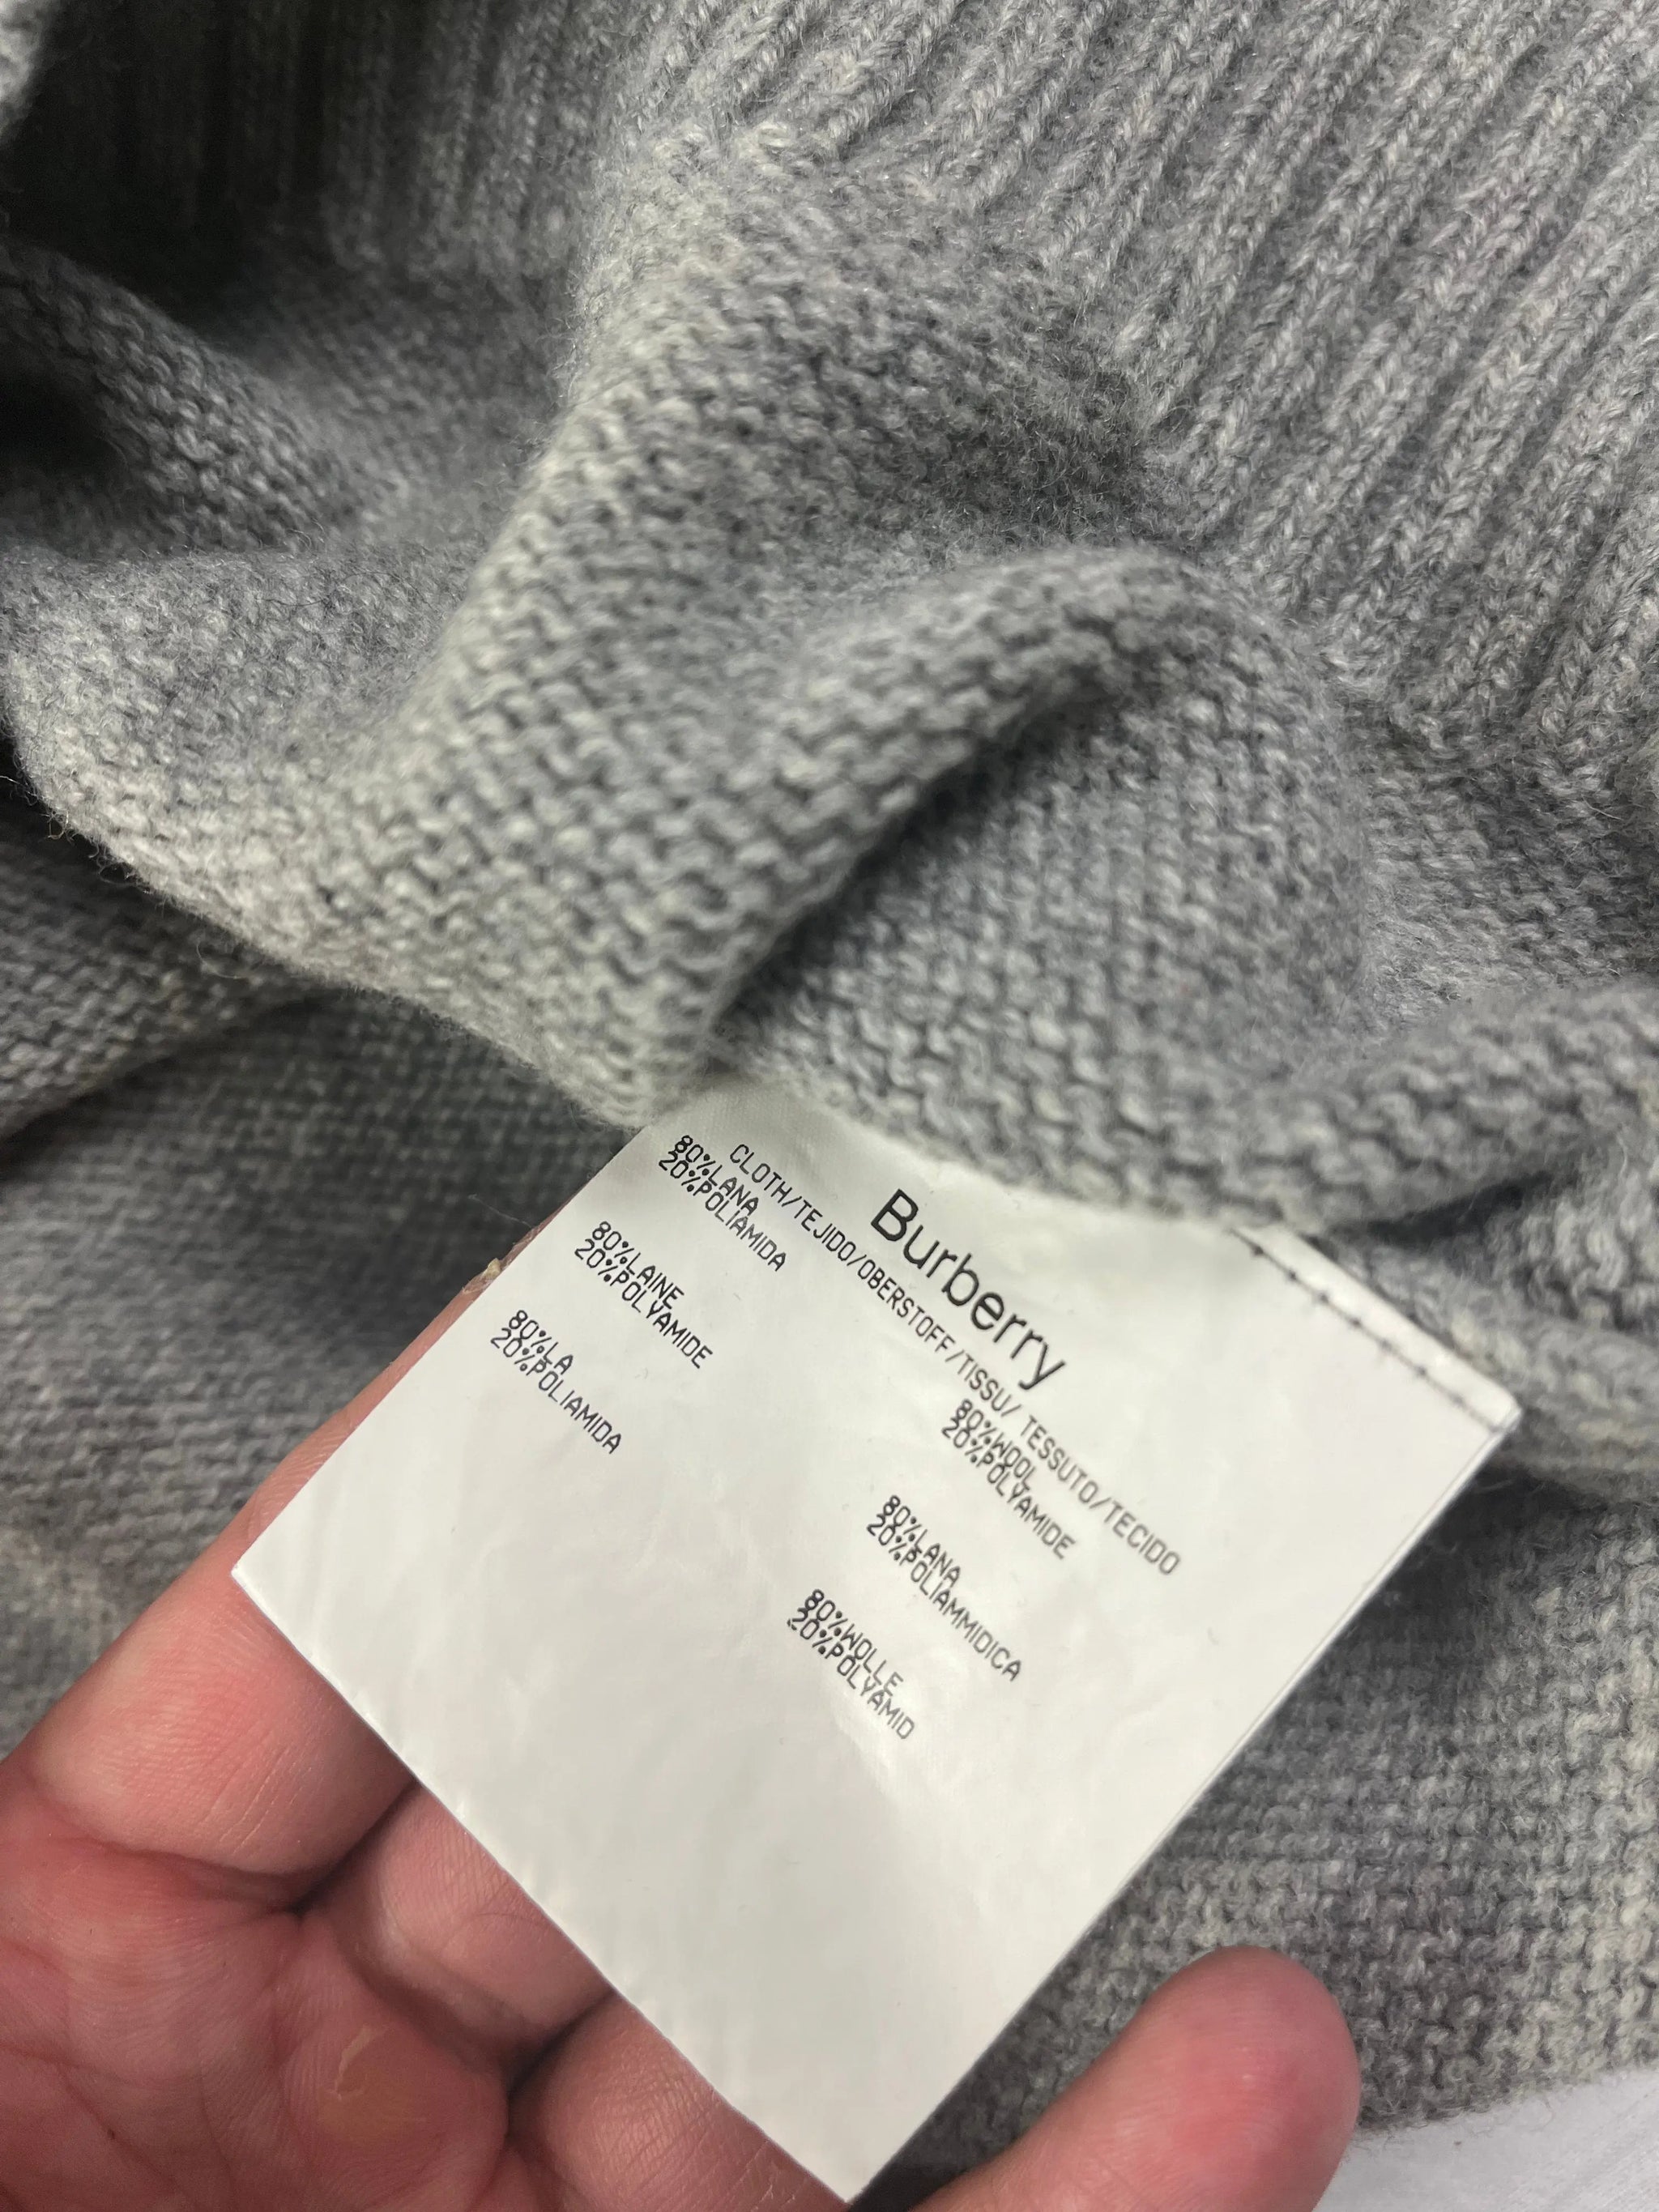 Burberry
CLOTH/TEJIDO/OBERSTOFF/TISSU/ TESSUTO/TECIDO
80%LANA
20%POLIAMIDA
80%WOOL
20%POLYAMIDE
80%LAINE
20%POLYAMIDE
80%LANA
20%POLIAMMIDICA
80%LA
20%POLIAMIDA
80%WOLLE
20%POLYAMID